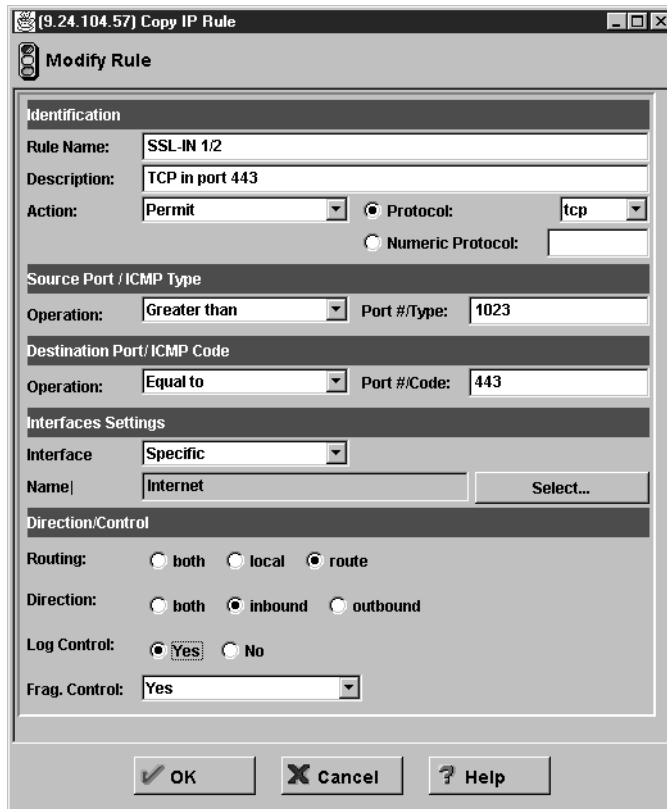 (9.24.104.57) Copy IP Rule
Modify Rule
Identification
Rule Name: SSL-IN 1/2
Description: TCP in port 443
Action: Permit Protocol: tcp
Numeric Protocol:
Source Port / ICMP Type
Operation: Greater than Port #/Type: 1023
Destination Port/ ICMP Code
Operation: Equal to Port #/Code: 443
Interfaces Settings
Interface Specific
Name Internet Select...
Direction/Control
Routing: both local route
Direction: both inbound outbound
Log Control: Yes No
Frag. Control: Yes
OK Cancel Help